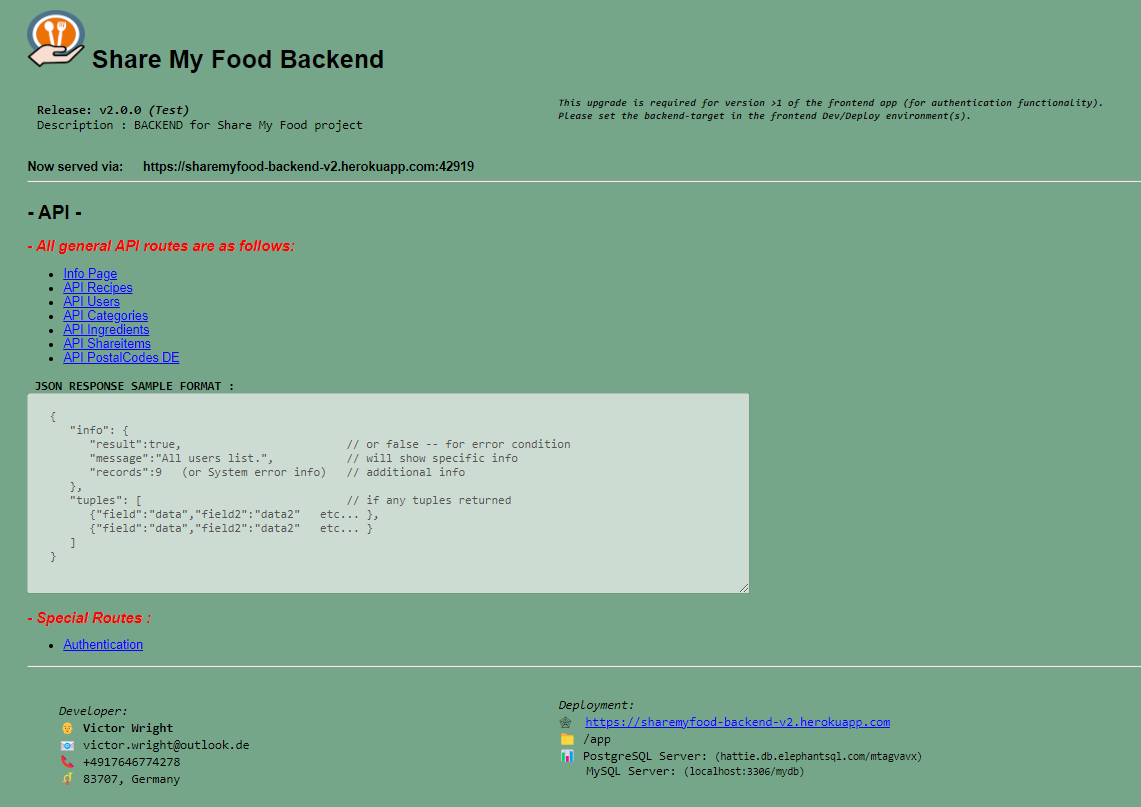 Share My Food Backend
Release: v2.0.0 (Test)
Description : BACKEND for Share My Food project
This upgrade is required for version >1 of the frontend app (for authentication functionality).
Please set the backend-target in the frontend Dev/Deploy environment(s).
Now served via: https://sharemyfood-backend-v2.herokuapp.com:42919
- API -
- All general API routes are as follows:
Info Page
API Recipes
API Users
API Categories
API Ingredients
API Shareitems
API PostalCodes DE
JSON RESPONSE SAMPLE FORMAT :
{
"info": {
"result":true, // or false -- for error condition
"message":"All users list.", // will show specific info
"records":9 (or System error info) // additional info
},
"tuples": [ // if any tuples returned
{"field":"data","field2":"data2" etc... },
{"field":"data","field2":"data2" etc... }
]
}
- Special Routes :
Authentication
Developer:
Victor Wright
victor.wright@outlook.de
+4917646774278
83707, Germany
Deployment:
https://sharemyfood-backend-v2.herokuapp.com
/app
PostgreSQL Server: (hattie.db.elephantsql.com/mtagvavx)
MySQL Server: (localhost:3306/mydb)